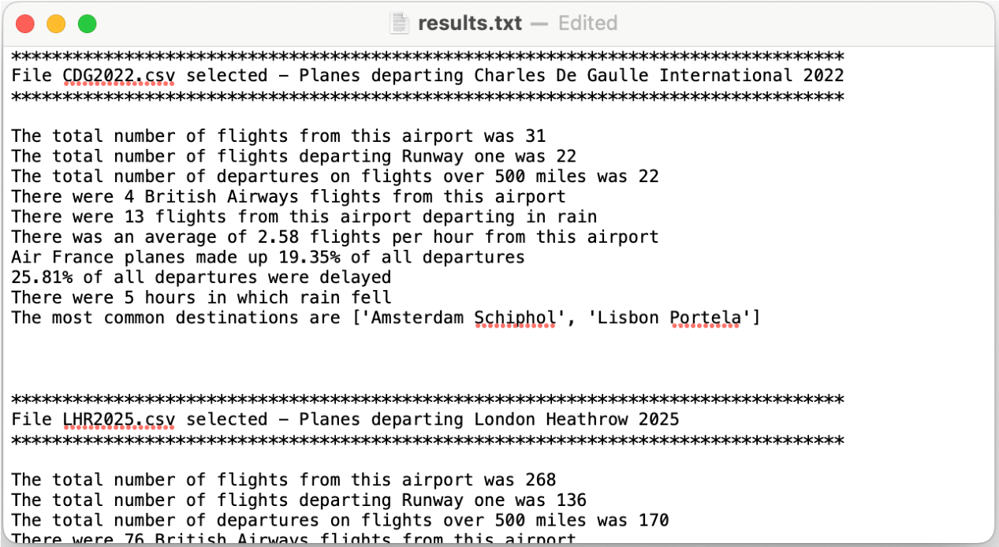 results.txt — Edited
*********************************************************************************
File CDG2022.csv selected – Planes departing Charles De Gaulle International 2022
*********************************************************************************
The total number of flights from this airport was 31
The total number of flights departing Runway one was 22
The total number of departures on flights over 500 miles was 22
There were 4 British Airways flights from this airport
There were 13 flights from this airport departing in rain
There was an average of 2.58 flights per hour from this airport
Air France planes made up 19.35% of all departures
25.81% of all departures were delayed
There were 5 hours in which rain fell
The most common destinations are ['Amsterdam Schiphol', 'Lisbon Portela']
*********************************************************************************
File LHR2025.csv selected – Planes departing London Heathrow 2025
*********************************************************************************
The total number of flights from this airport was 268
The total number of flights departing Runway one was 136
The total number of departures on flights over 500 miles was 170
There were 76 British Airways flights from this airport